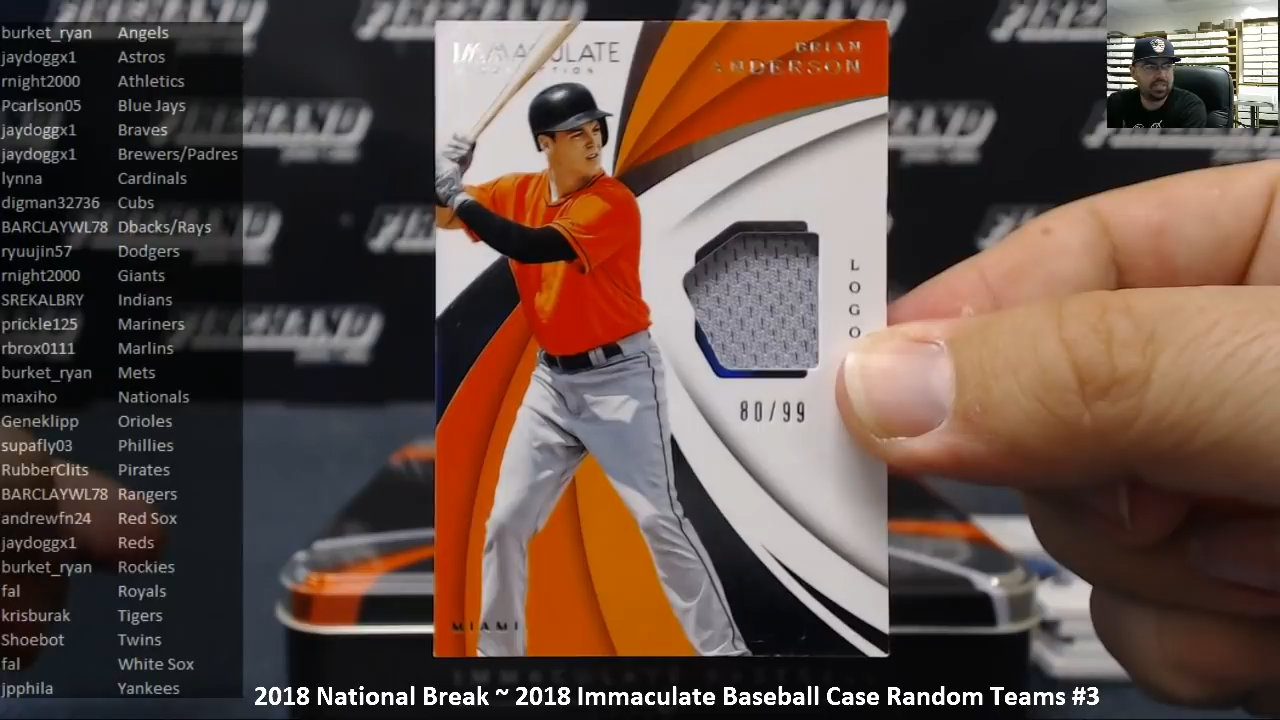 burket_ryan Angels
jaydoggx1 Astros
rnight2000 Athletics
Pcarlson05 Blue Jays
jaydoggx1 Braves
jaydoggx1 Brewers/Padres
lynna Cardinals
digman32736 Cubs
BARCLAYWL78 Dbacks/Rays
ryuujin57 Dodgers
rnight2000 Giants
SREKALBRY Indians
prickle125 Mariners
rbrox0111 Marlins
burket_ryan Mets
maxiho Nationals
Geneklipp Orioles
supafly03 Phillies
RubberClits Pirates
BARCLAYWL78 Rangers
andrewfn24 Red Sox
jaydoggx1 Reds
burket_ryan Rockies
fal Royals
krisburak Tigers
Shoebot Twins
fal White Sox
jpphila Yankees
IMMACULATE
COLLECTION
BRIAN
ANDERSON
LOGO
80/99
MIAMI
2018 National Break ~ 2018 Immaculate Baseball Case Random Teams #3